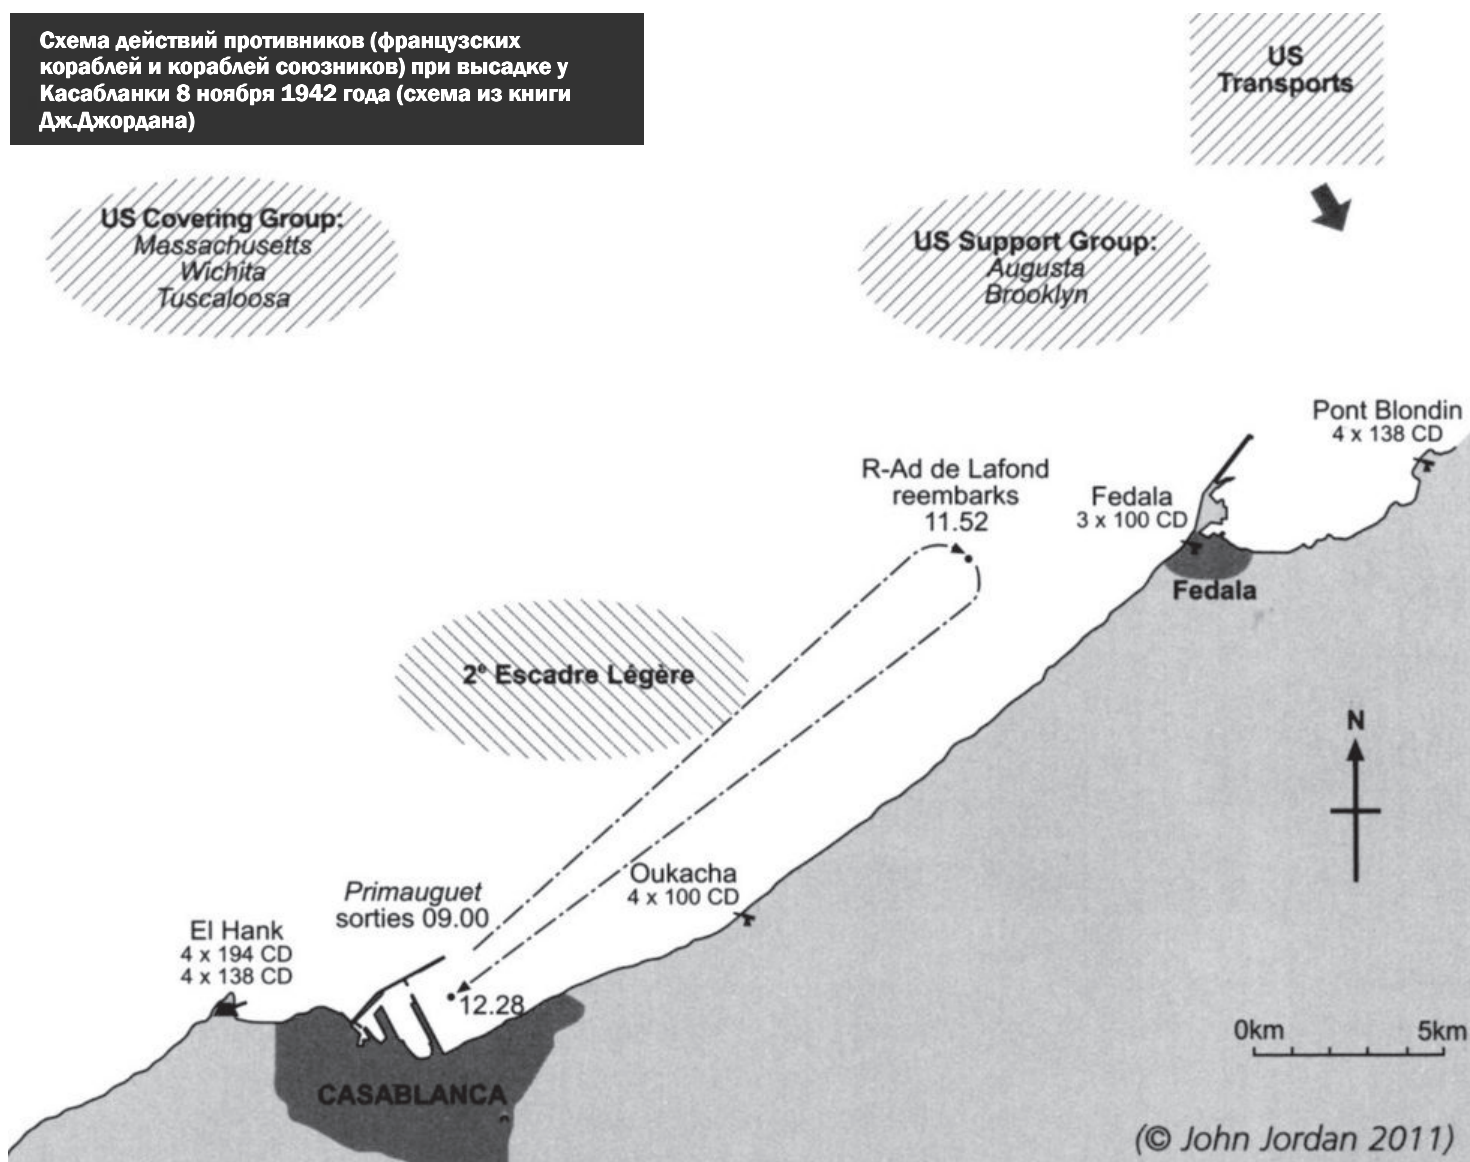 Схема действий противников (французских
кораблей и кораблей союзников) при высадке у
Касабланки 8 ноября 1942 года (схема из книги
Дж.Джордана)
US
Transports
US Covering Group:
Massachusetts
Wichita
Tuscaloosa
US Support Group:
Augusta
Brooklyn
Pont Blondin
4 x 138 CD
R-Ad de Lafond
reembarks
11.52
Fedala
3 x 100 CD
Fedala
2e Escadre Légère
N
Oukacha
4 x 100 CD
Primauguet
sorties 09.00
El Hank
4 x 194 CD
4 x 138 CD
12.28
0km 5km
CASABLANCA
(© John Jordan 2011)